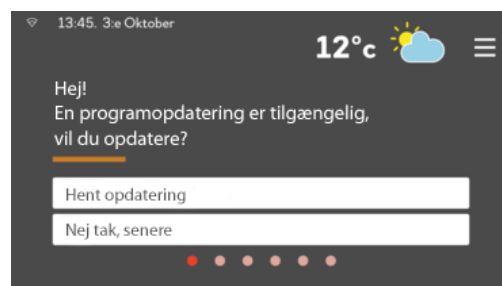 13:45. 3:e Oktober
12°c
Hej!
En programopdatering er tilgængelig,
vil du opdatere?
Hent opdatering
Nej tak, senere